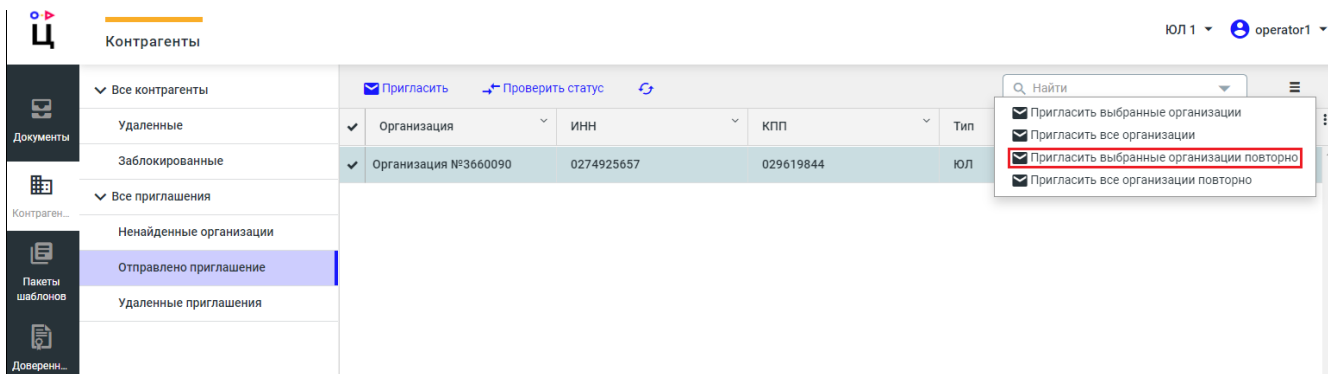 Ц
Контрагенты
ЮЛ 1
operator1
Документы
Контраген...
Пакеты
шаблонов
Доверенн...
Все контрагенты
Удаленные
Заблокированные
Все приглашения
Ненайденные организации
Отправлено приглашение
Удаленные приглашения
Пригласить
Проверить статус
Найти
Организация
ИНН
КПП
Тип
Организация №3660090
0274925657
029619844
ЮЛ
Пригласить выбранные организации
Пригласить все организации
Пригласить выбранные организации повторно
Пригласить все организации повторно